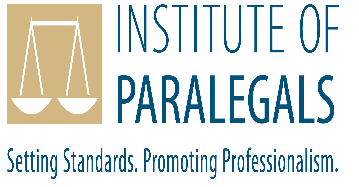 INSTITUTE OF
PARALEGALS
Setting Standards. Promoting Professionalism.